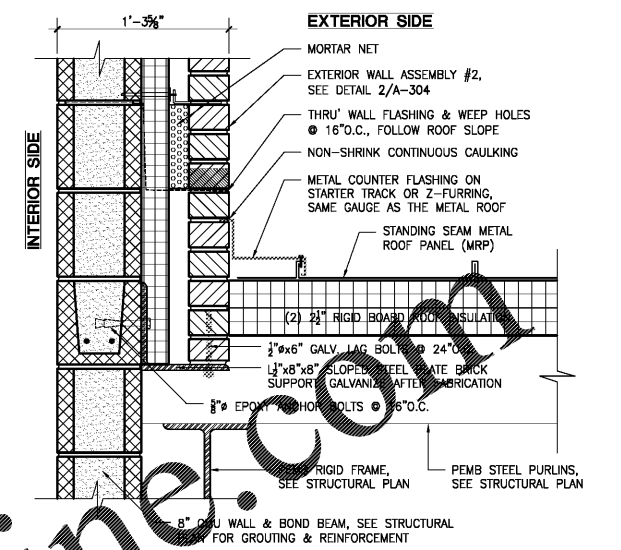 1'-3⅝"
EXTERIOR SIDE
INTERIOR SIDE
MORTAR NET
EXTERIOR WALL ASSEMBLY #2,
SEE DETAIL 2/A-304
THRU' WALL FLASHING & WEEP HOLES
@ 16"O.C., FOLLOW ROOF SLOPE
NON-SHRINK CONTINUOUS CAULKING
METAL COUNTER FLASHING ON
STARTER TRACK OR Z-FURRING,
SAME GAUGE AS THE METAL ROOF
STANDING SEAM METAL
ROOF PANEL (MRP)
(2) 2½" RIGID BOARD ROOF INSULATION
½"øx6" GALV. LAG BOLTS @ 24"O.C.
L½"x8"x8" SLOPED STEEL PLATE BRICK
SUPPORT GALVANIZE AFTER FABRICATION
⅝"ø EPOXY ANCHOR BOLTS @ 16"O.C.
PEMB RIGID FRAME,
SEE STRUCTURAL PLAN
PEMB STEEL PURLINS,
SEE STRUCTURAL PLAN
8" CMU WALL & BOND BEAM, SEE STRUCTURAL
PLAN FOR GROUTING & REINFORCEMENT
ne.com